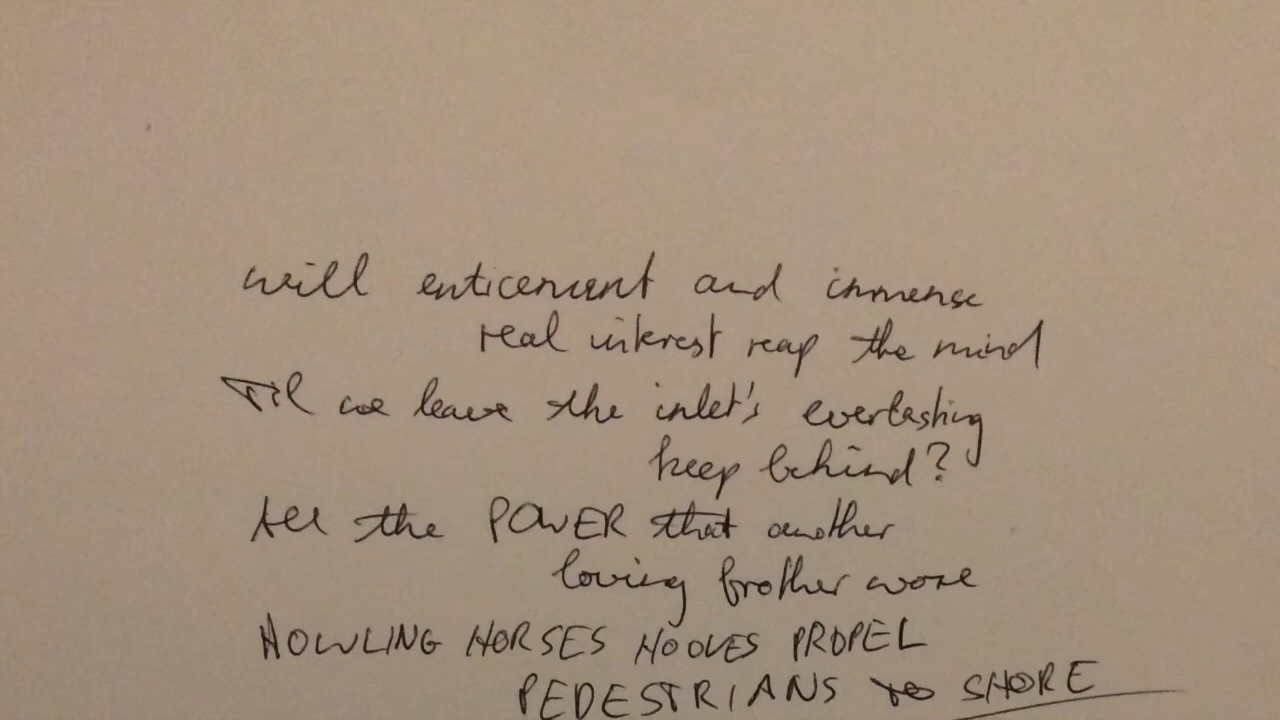 will enticement and immense
real interest reap the mind
Til we leave the inlet's everlasting
keep behind?
All the POWER that another
loving brother wore
HOWLING HORSES HOOVES PROPEL
PEDESTRIANS to SHORE